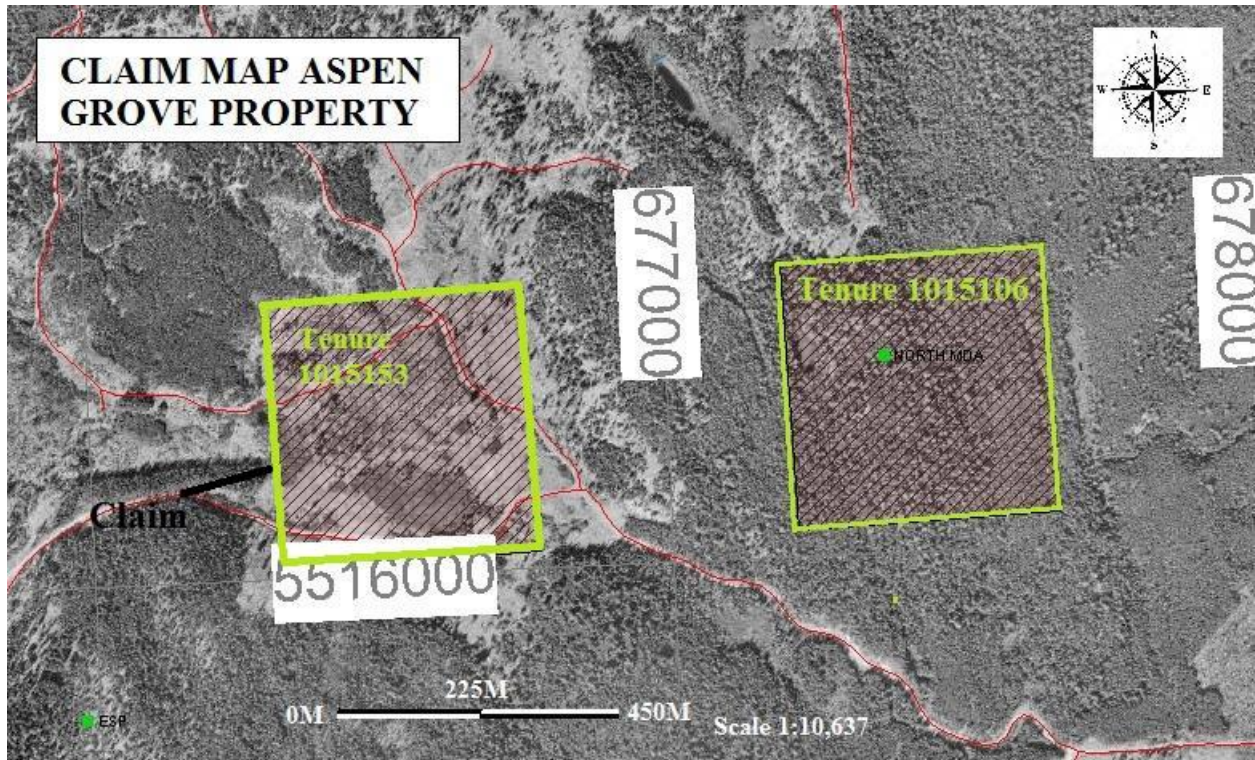 CLAIM MAP ASPEN
GROVE PROPERTY
N
W E
S
677000
678000
Tenure 1015106
NORTH MDA
Tenure
1015153
Claim
5516000
225M
0M 450M
Scale 1:10,637
ESP